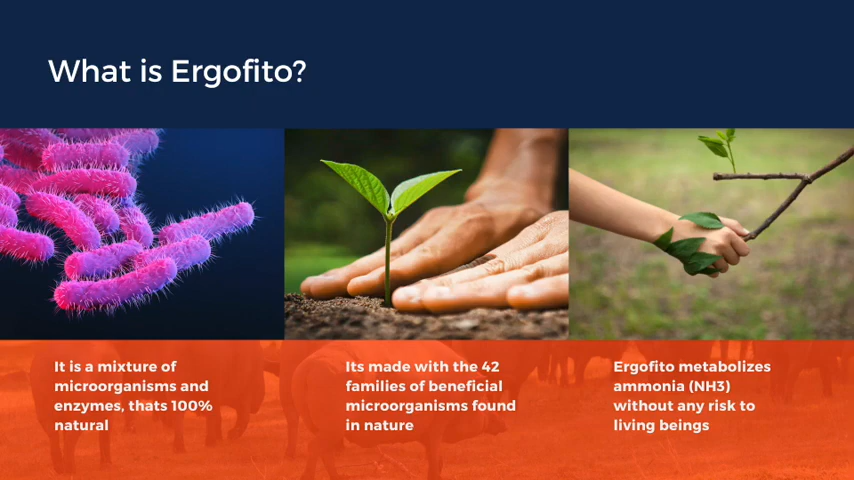 What is Ergofito?
It is a mixture of
microorganisms and
enzymes, thats 100%
natural
Its made with the 42
families of beneficial
microorganisms found
in nature
Ergofito metabolizes
ammonia (NH3)
without any risk to
living beings